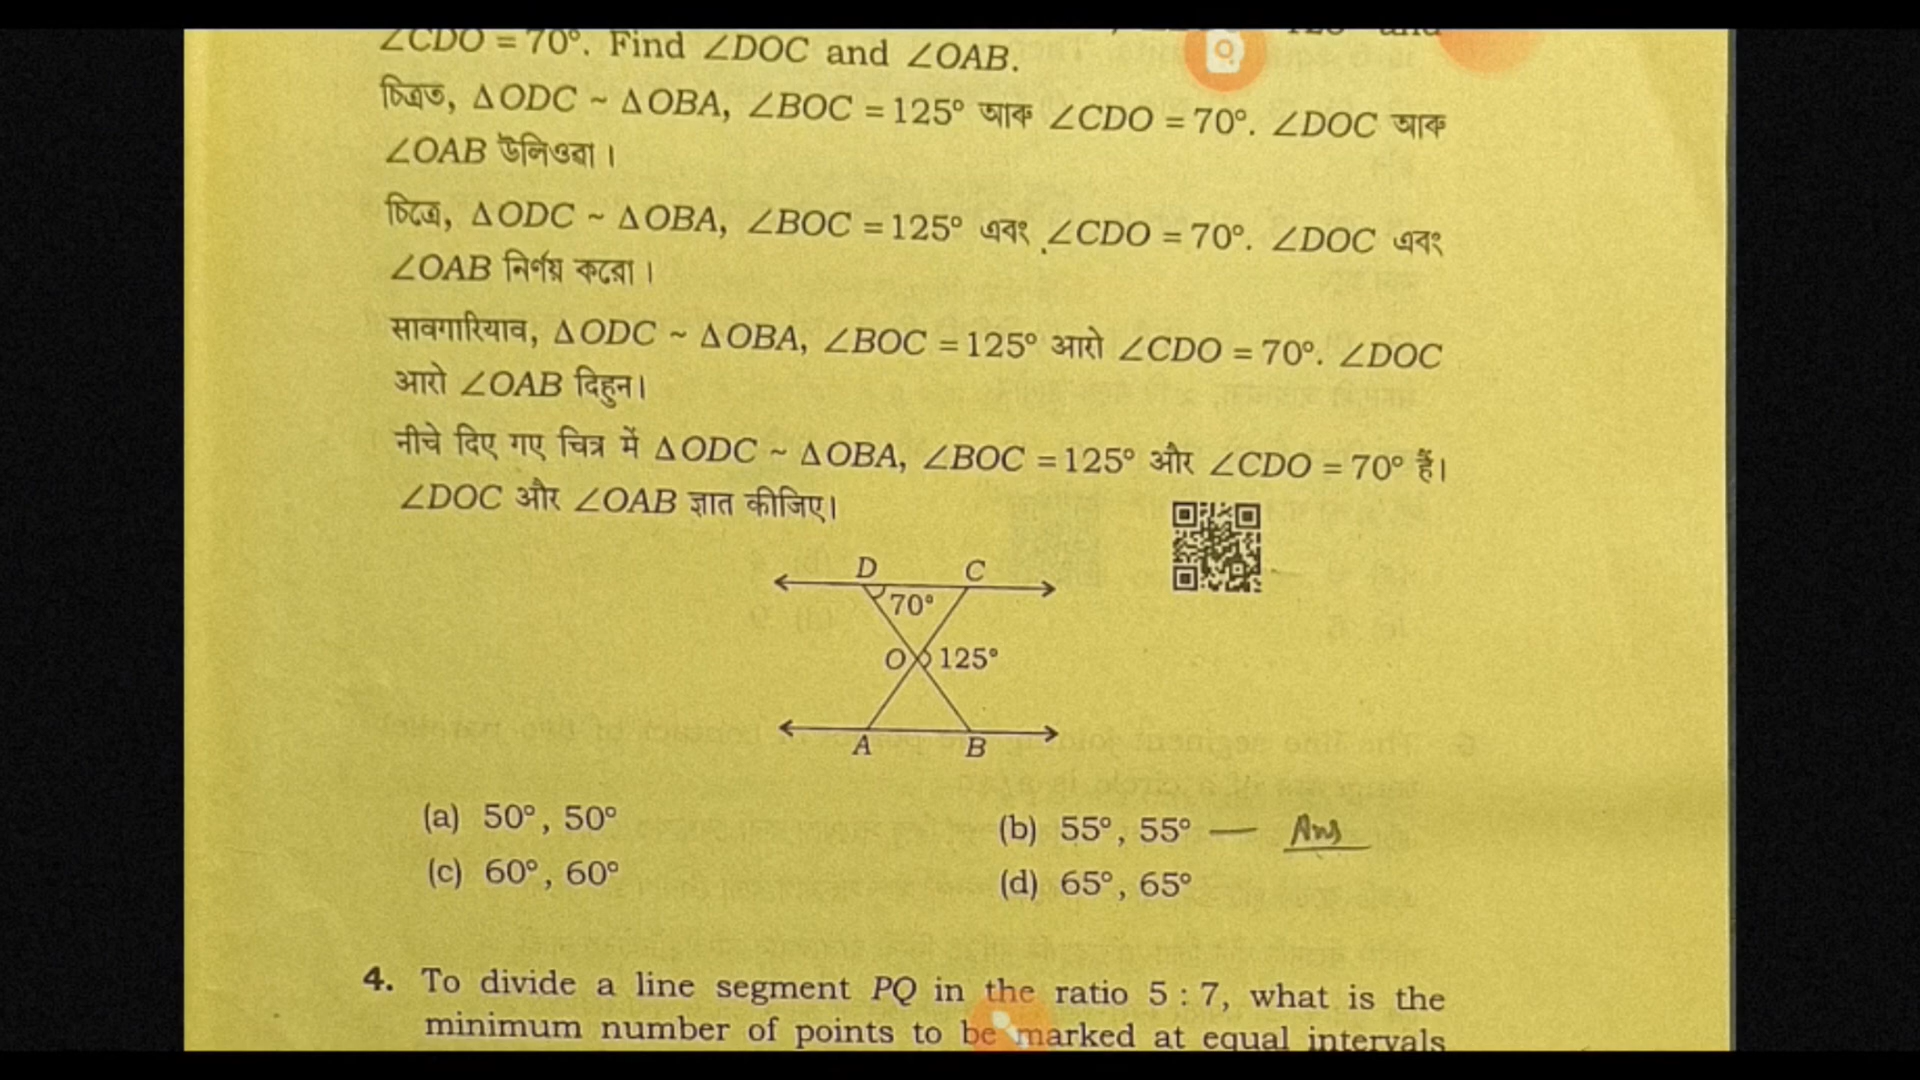 ∠CDO = 70°. Find ∠DOC and ∠OAB.
চিত্ৰত, ΔODC ~ ΔOBA, ∠BOC = 125° আৰু ∠CDO = 70°. ∠DOC আৰু
∠OAB উলিওৱা।
চিত্রে, ΔODC ~ ΔOBA, ∠BOC = 125° এবং ∠CDO = 70°. ∠DOC এবং
∠OAB নির্ণয় করো।
सावगारियाव, ΔODC ~ ΔOBA, ∠BOC = 125° आरो ∠CDO = 70°. ∠DOC
आरो ∠OAB दिहुन।
नीचे दिए गए चित्र में ΔODC ~ ΔOBA, ∠BOC = 125° और ∠CDO = 70° हैं।
∠DOC और ∠OAB ज्ञात कीजिए।
D C
70°
O 125°
A B
(a) 50°, 50°
(b) 55°, 55° — Ans
(c) 60°, 60°
(d) 65°, 65°
4. To divide a line segment PQ in the ratio 5 : 7, what is the
minimum number of points to be marked at equal intervals